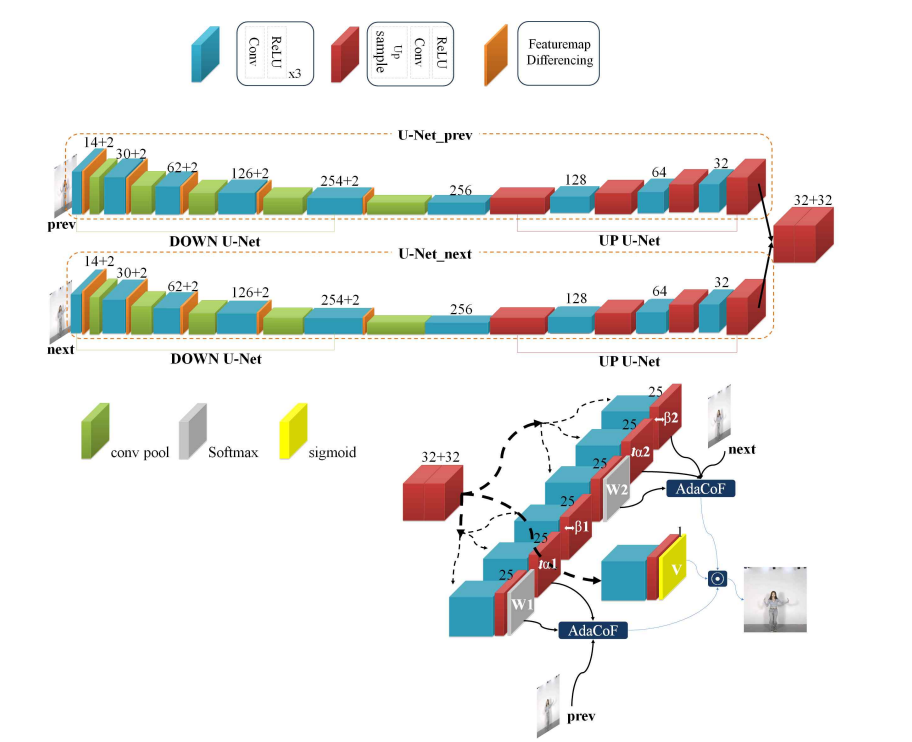 Conv
ReLU
x3
Up
sample
Conv
ReLU
Featuremap
Differencing
U-Net_prev
14+2
30+2
62+2
126+2
254+2
256
128
64
32
32+32
prev
DOWN U-Net
UP U-Net
U-Net_next
14+2
30+2
62+2
126+2
254+2
256
128
64
32
next
DOWN U-Net
UP U-Net
conv pool
Softmax
sigmoid
32+32
25
↔β2
25
α2
next
25
W2
AdaCoF
25
↔β1
25
α1
1
V
25
W1
AdaCoF
prev